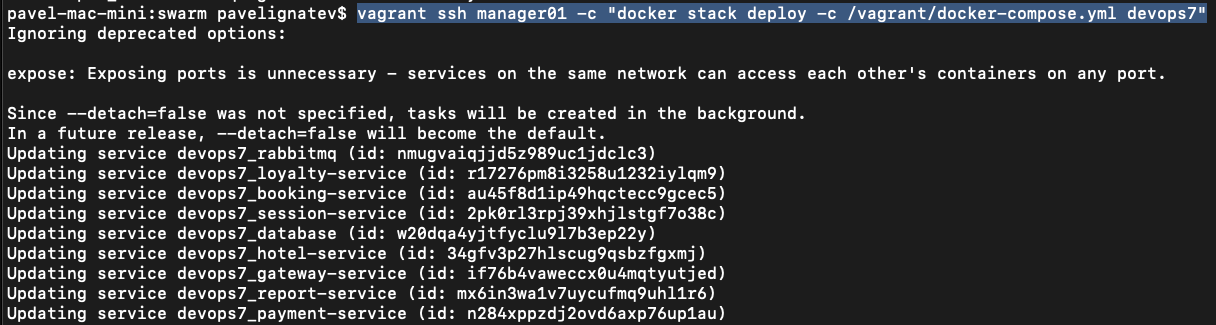 pavel-mac-mini:swarm pavelignatev$ vagrant ssh manager01 -c "docker stack deploy -c /vagrant/docker-compose.yml devops7"
Ignoring deprecated options:
expose: Exposing ports is unnecessary - services on the same network can access each other's containers on any port.
Since --detach=false was not specified, tasks will be created in the background.
In a future release, --detach=false will become the default.
Updating service devops7_rabbitmq (id: nmugvaiqjjd5z989uc1jdclc3)
Updating service devops7_loyalty-service (id: r17276pm8i3258u1232iylqm9)
Updating service devops7_booking-service (id: au45f8d1ip49hqctecc9gcec5)
Updating service devops7_session-service (id: 2pk0rl3rpj39xhjlstgf7o38c)
Updating service devops7_database (id: w20dqa4yjtfyclu9l7b3ep22y)
Updating service devops7_hotel-service (id: 34gfv3p27hlscug9qsbzfgxmj)
Updating service devops7_gateway-service (id: if76b4vaweccx0u4mqtyutjed)
Updating service devops7_report-service (id: mx6in3wa1v7uycufmq9uhl1r6)
Updating service devops7_payment-service (id: n284xppzdj2ovd6axp76up1au)